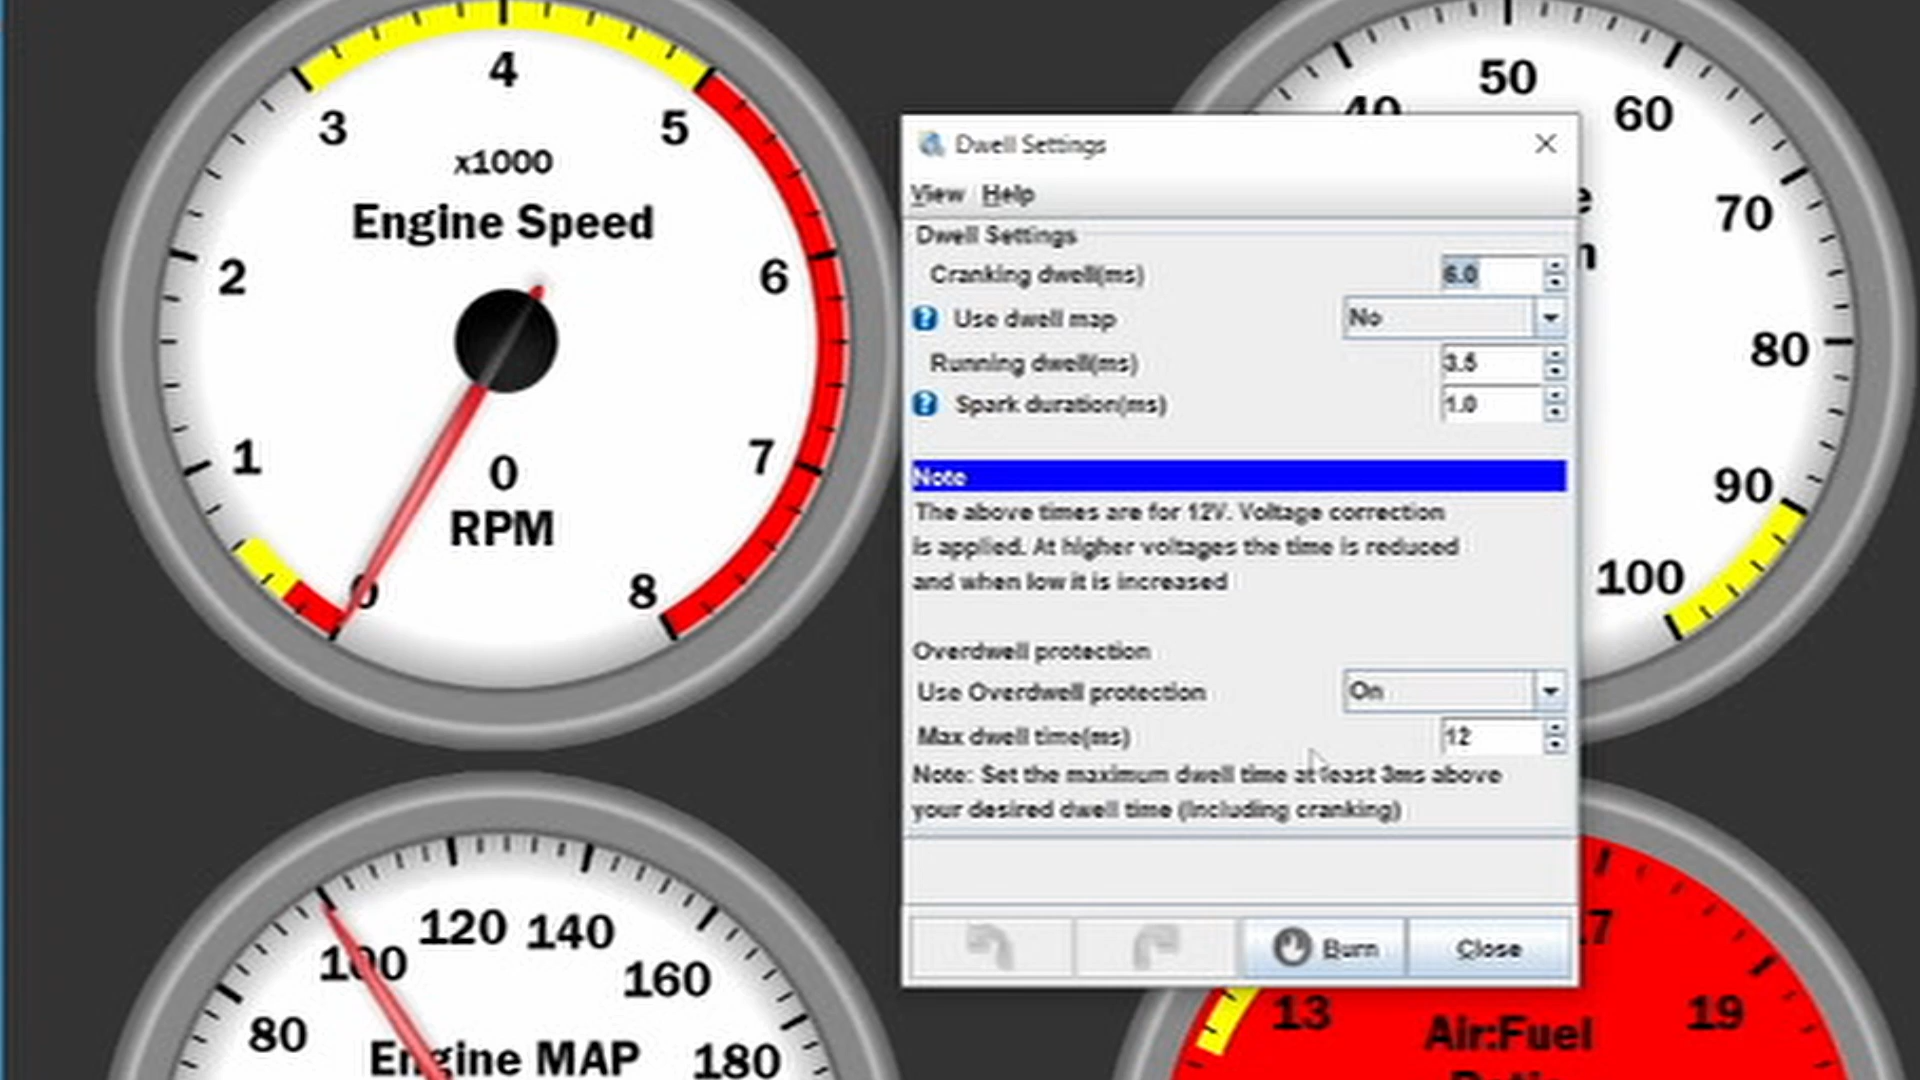 4
3
5
x1000
Engine Speed
2
6
1
7
0
RPM
0
8
50
40
60
70
80
90
100
Dwell Settings
View Help
Dwell Settings
Cranking dwell(ms) 6.0
Use dwell map No
Running dwell(ms) 3.5
Spark duration(ms) 1.0
Note
The above times are for 12V. Voltage correction
is applied. At higher voltages the time is reduced
and when low it is increased
Overdwell protection
Use Overdwell protection On
Max dwell time(ms) 12
Note: Set the maximum dwell time at least 3ms above
your desired dwell time (Including cranking)
Burn Close
120 140
100
160
80
180
Engine MAP
17
13
19
Air:Fuel